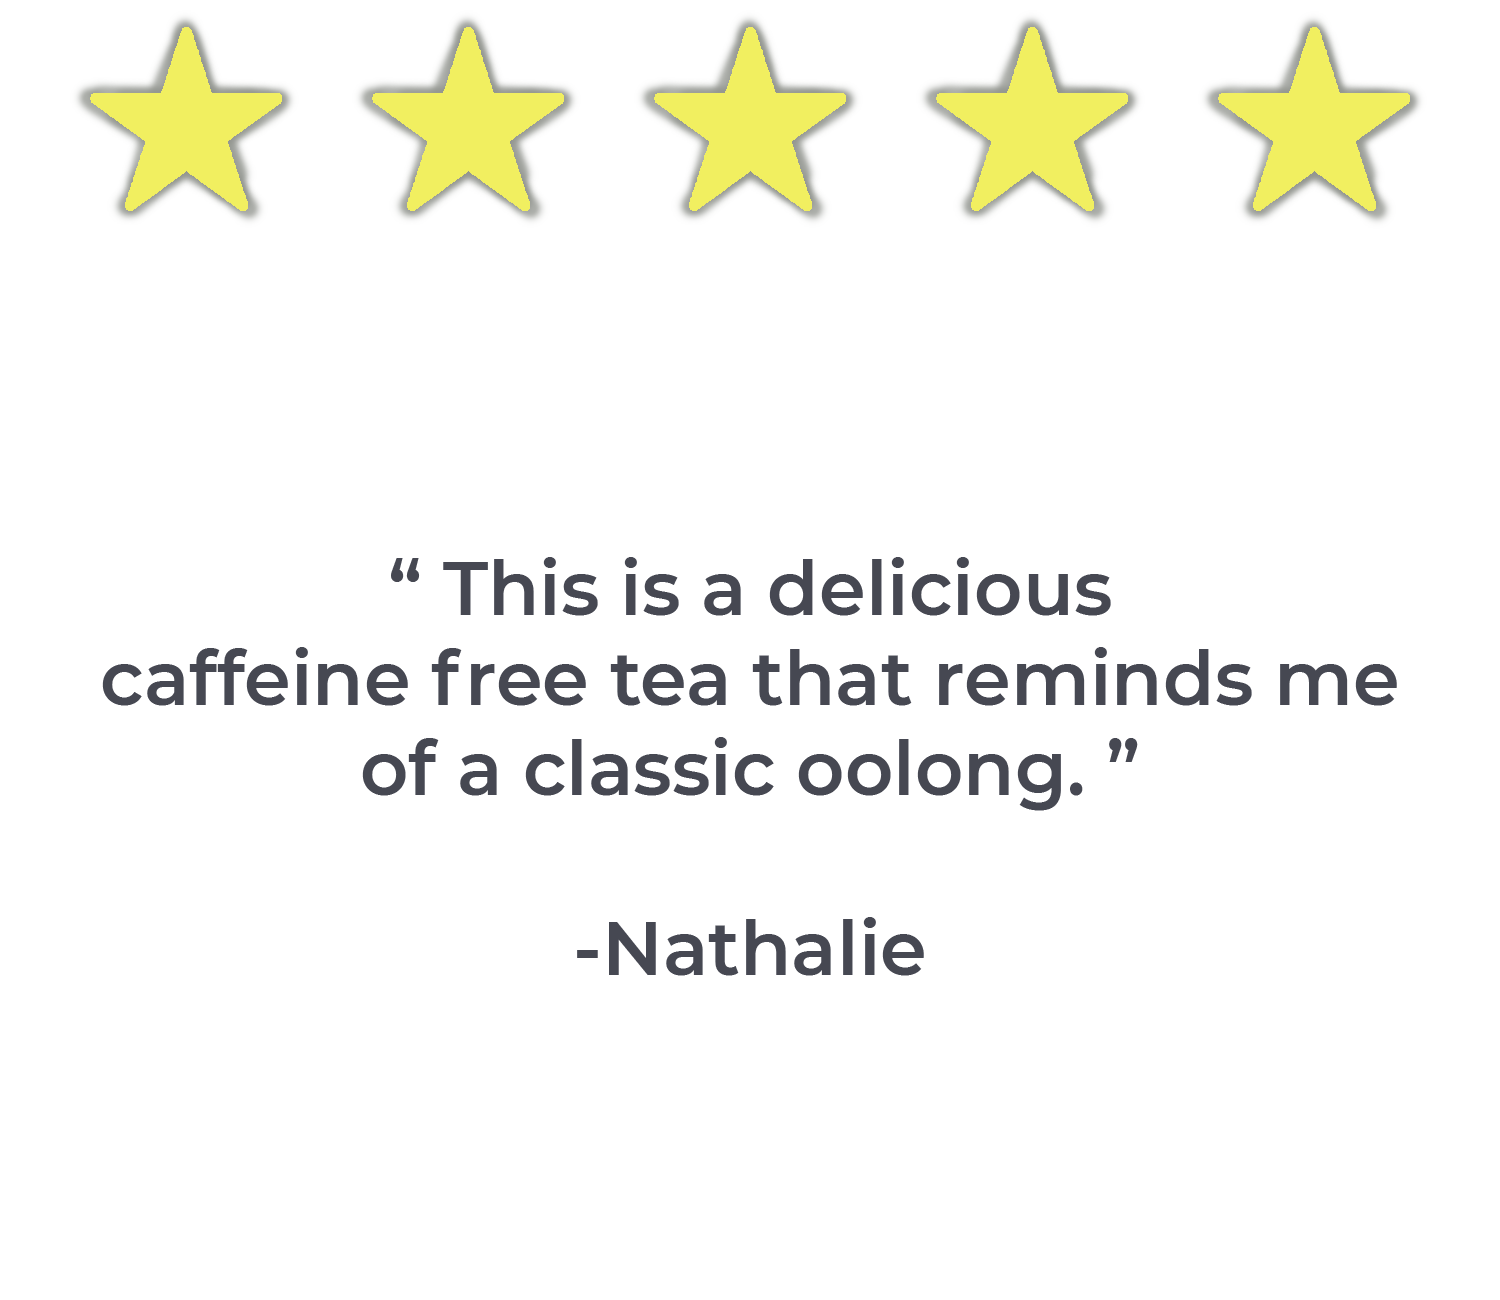 “ This is a delicious
caffeine free tea that reminds me
of a classic oolong. ”
-Nathalie